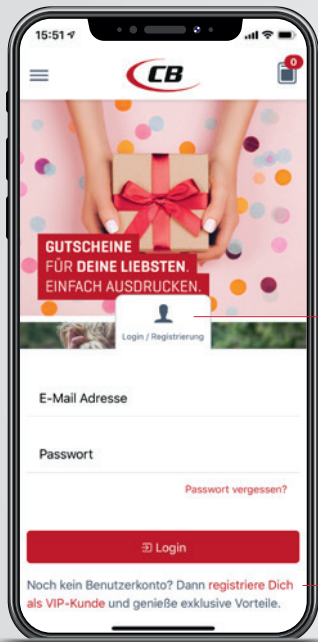 15:51
CB
0
GUTSCHEINE
FÜR DEINE LIEBSTEN.
EINFACH AUSDRUCKEN.
Login / Registrierung
E-Mail Adresse
Passwort
Passwort vergessen?
Login
Noch kein Benutzerkonto? Dann registriere Dich
als VIP-Kunde und genieße exklusive Vorteile.